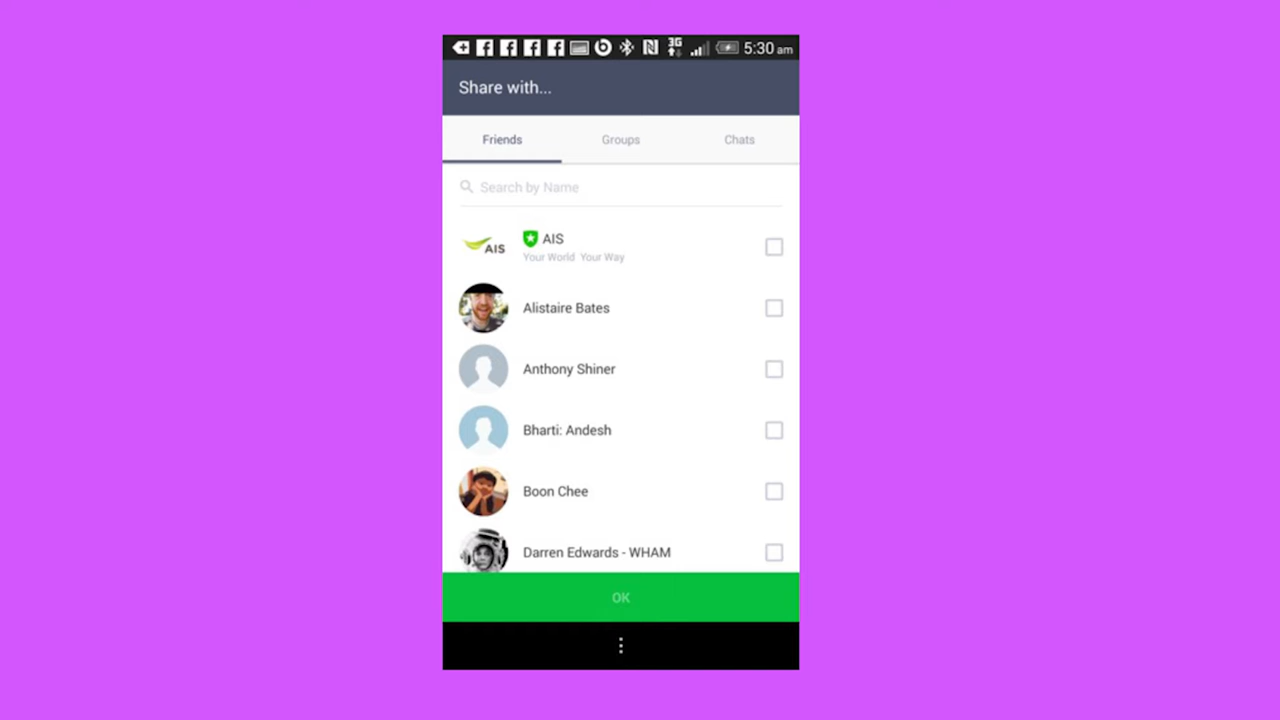 3G 5:30 am
Share with...
Friends Groups Chats
Search by Name
AIS AIS
Your World Your Way
Alistaire Bates
Anthony Shiner
Bharti: Andesh
Boon Chee
Darren Edwards - WHAM
OK